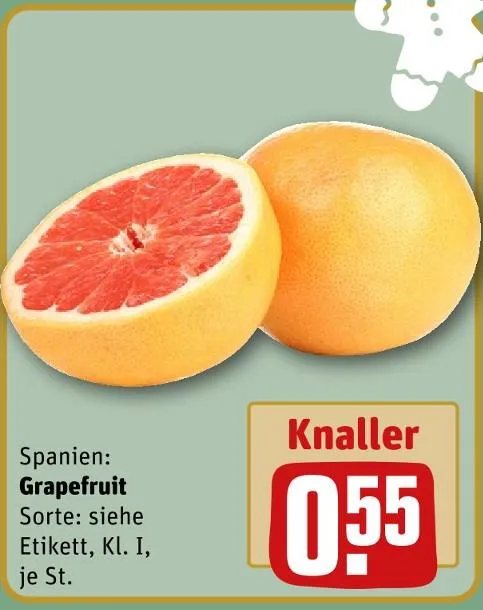 Spanien:
Grapefruit
Sorte: siehe
Etikett, Kl. I,
je St.
Knaller
0.55